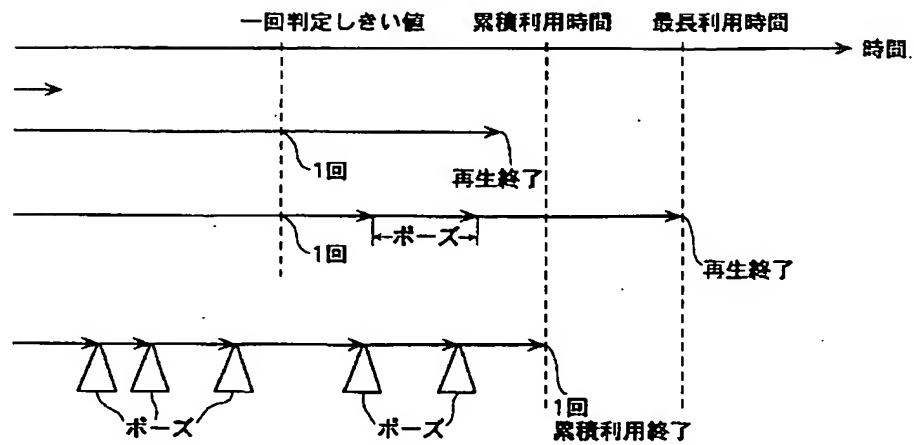 一回判定しきい値 累積利用時間 最長利用時間
時間.
1回
再生終了
1回
ポーズ
再生終了
ポーズ
ポーズ
1回
累積利用終了